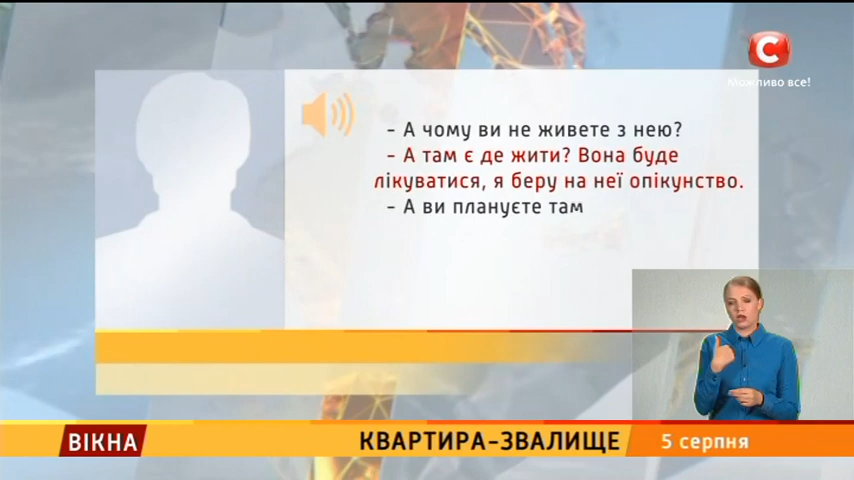 С
Можливо все!
- А чому ви не живете з нею?
- А там є де жити? Вона буде
лікуватися, я беру на неї опікунство.
- А ви плануєте там
ВІКНА
КВАРТИРА-ЗВАЛИЩЕ
5 серпня